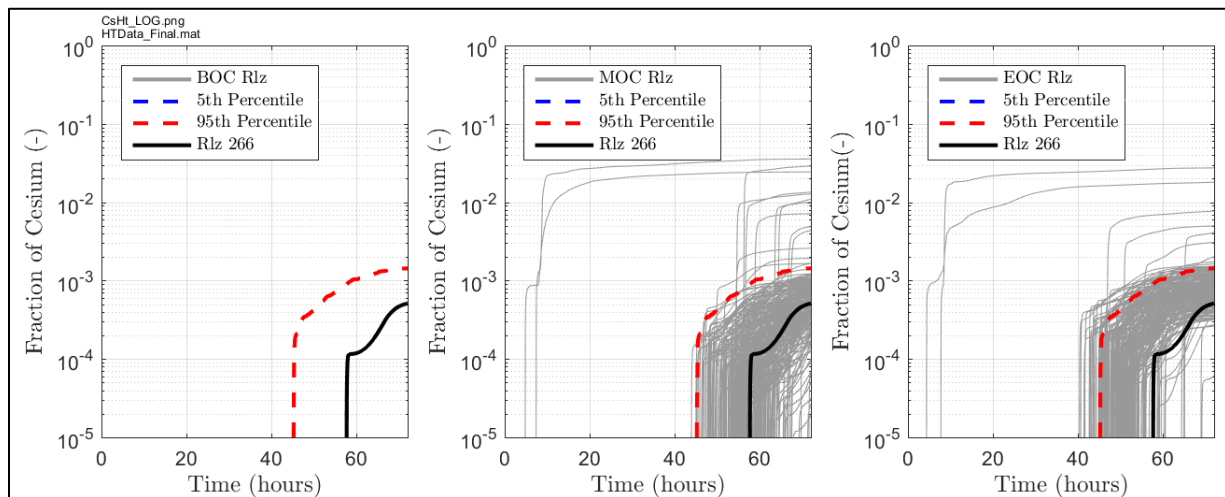 CsHt_LOG.png
HTData_Final.mat
10^0
10^-1
10^-2
10^-3
10^-4
10^-5
Fraction of Cesium (-)
BOC Rlz
5th Percentile
95th Percentile
Rlz 266
0 20 40 60
Time (hours)
10^0
10^-1
10^-2
10^-3
10^-4
10^-5
Fraction of Cesium (-)
MOC Rlz
5th Percentile
95th Percentile
Rlz 266
0 20 40 60
Time (hours)
10^0
10^-1
10^-2
10^-3
10^-4
10^-5
Fraction of Cesium(-)
EOC Rlz
5th Percentile
95th Percentile
Rlz 266
0 20 40 60
Time (hours)